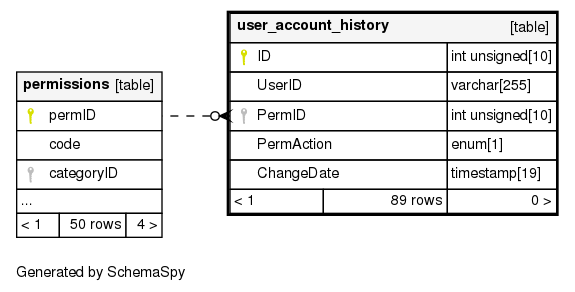 user_account_history [table]
ID int unsigned[10]
UserID varchar[255]
PermID int unsigned[10]
PermAction enum[1]
ChangeDate timestamp[19]
< 1 89 rows 0 >
permissions [table]
permID
code
categoryID
...
< 1 50 rows 4 >
Generated by SchemaSpy